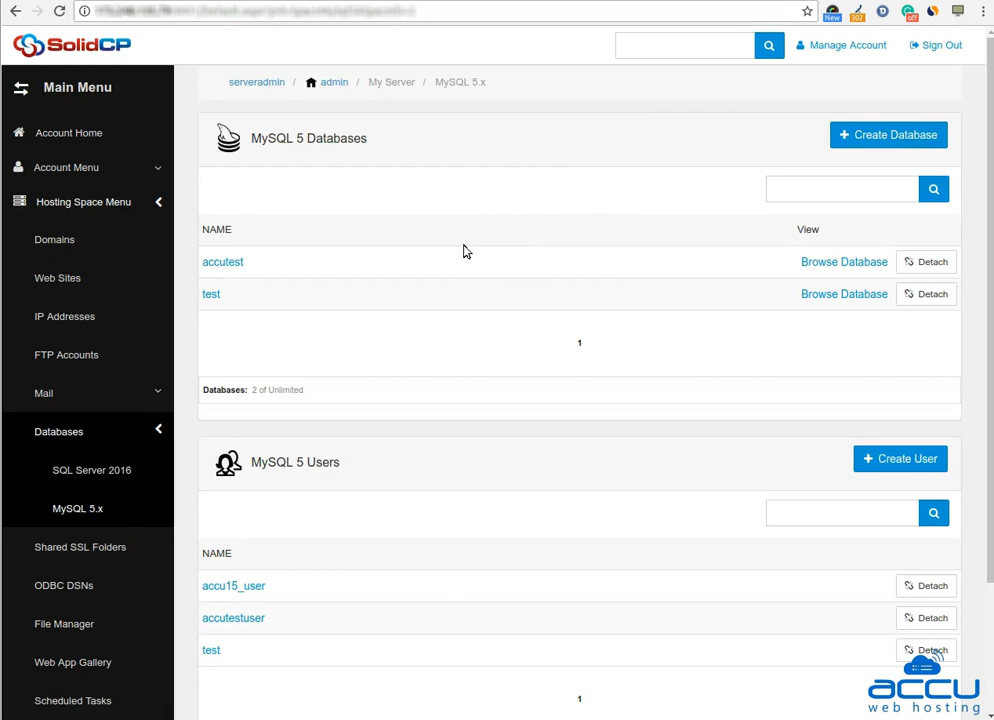 New
302
off
SolidCP
Manage Account
Sign Out
Main Menu
serveradmin / admin / My Server / MySQL 5.x
Account Home
Account Menu
Hosting Space Menu
Domains
Web Sites
IP Addresses
FTP Accounts
Mail
Databases
SQL Server 2016
MySQL 5.x
Shared SSL Folders
ODBC DSNs
File Manager
Web App Gallery
Scheduled Tasks
MySQL 5 Databases
+ Create Database
NAME View
accutest Browse Database Detach
test Browse Database Detach
1
Databases: 2 of Unlimited
MySQL 5 Users
+ Create User
NAME
accu15_user Detach
accutestuser Detach
test Detach
1
accu
web hosting